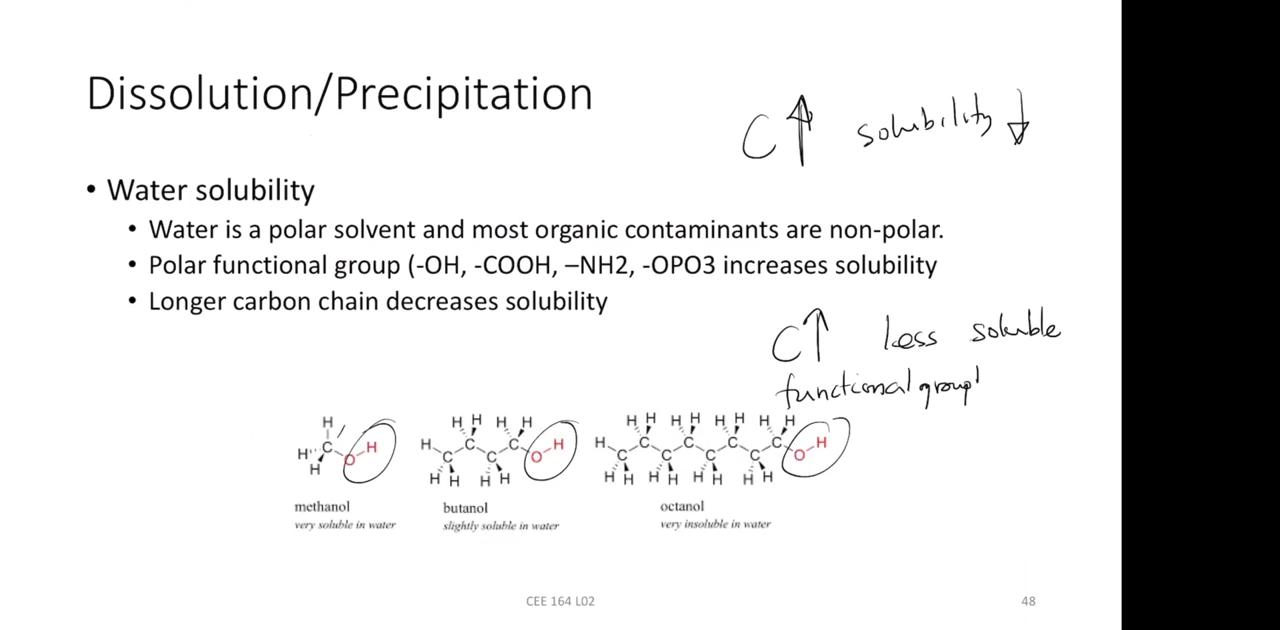 Dissolution/Precipitation
C↑ solubility ↓
• Water solubility
• Water is a polar solvent and most organic contaminants are non-polar.
• Polar functional group (-OH, -COOH, –NH2, -OPO3 increases solubility
• Longer carbon chain decreases solubility
C↑ less soluble
functional group
H H H H H H H H H H H H H
H C O H H C C O H H C C C C O H
H C C C C C C
H H H H H H H H H H H H H
methanol butanol octanol
very soluble in water slightly soluble in water very insoluble in water
CEE 164 L02 48